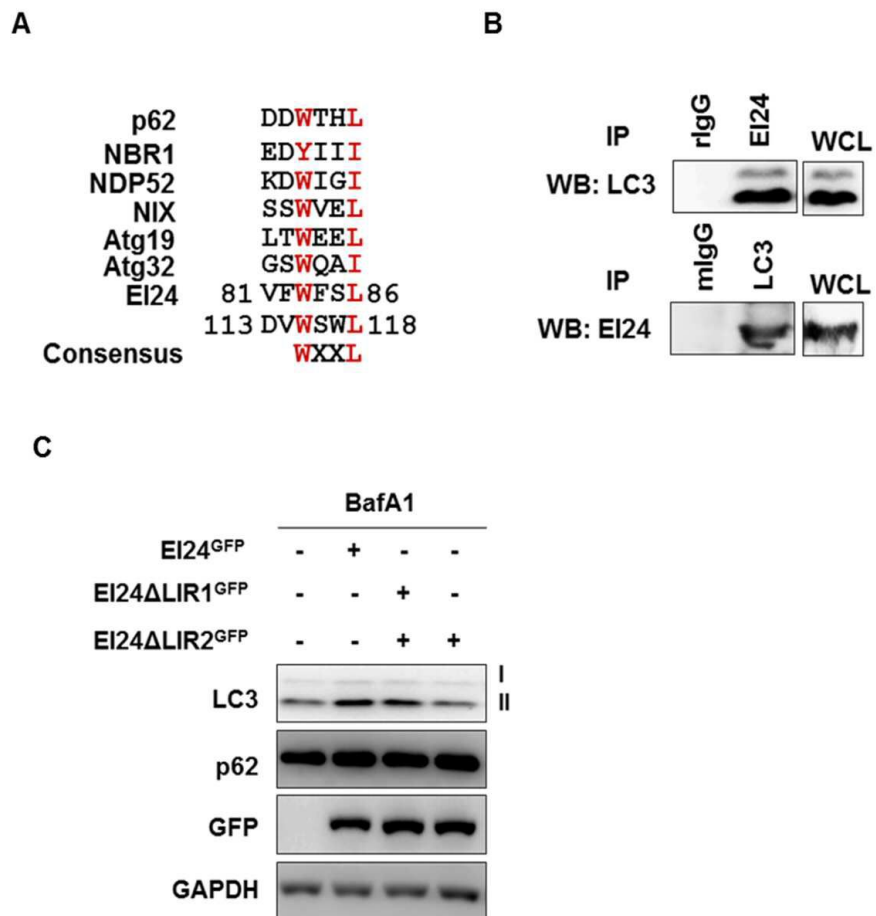 A
p62 DDWTHL
NBR1 EDYIII
NDP52 KDWIGI
NIX SSWVEL
Atg19 LTWEEL
Atg32 GSWQAI
EI24 81 VFWFSL 86
113 DVWSWL 118
Consensus WXXL
B
IP rIgG EI24 WCL
WB: LC3
IP mIgG LC3 WCL
WB: EI24
C
BafA1
EI24GFP - + - -
EI24ΔLIR1GFP - - + -
EI24ΔLIR2GFP - - + +
LC3 I
II
p62
GFP
GAPDH